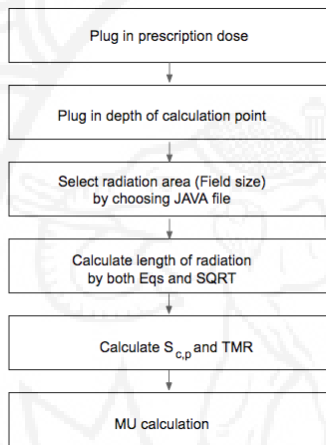 Plug in prescription dose
Plug in depth of calculation point
Select radiation area (Field size)
by choosing JAVA file
Calculate length of radiation
by both Eqs and SQRT
Calculate S c,p and TMR
MU calculation